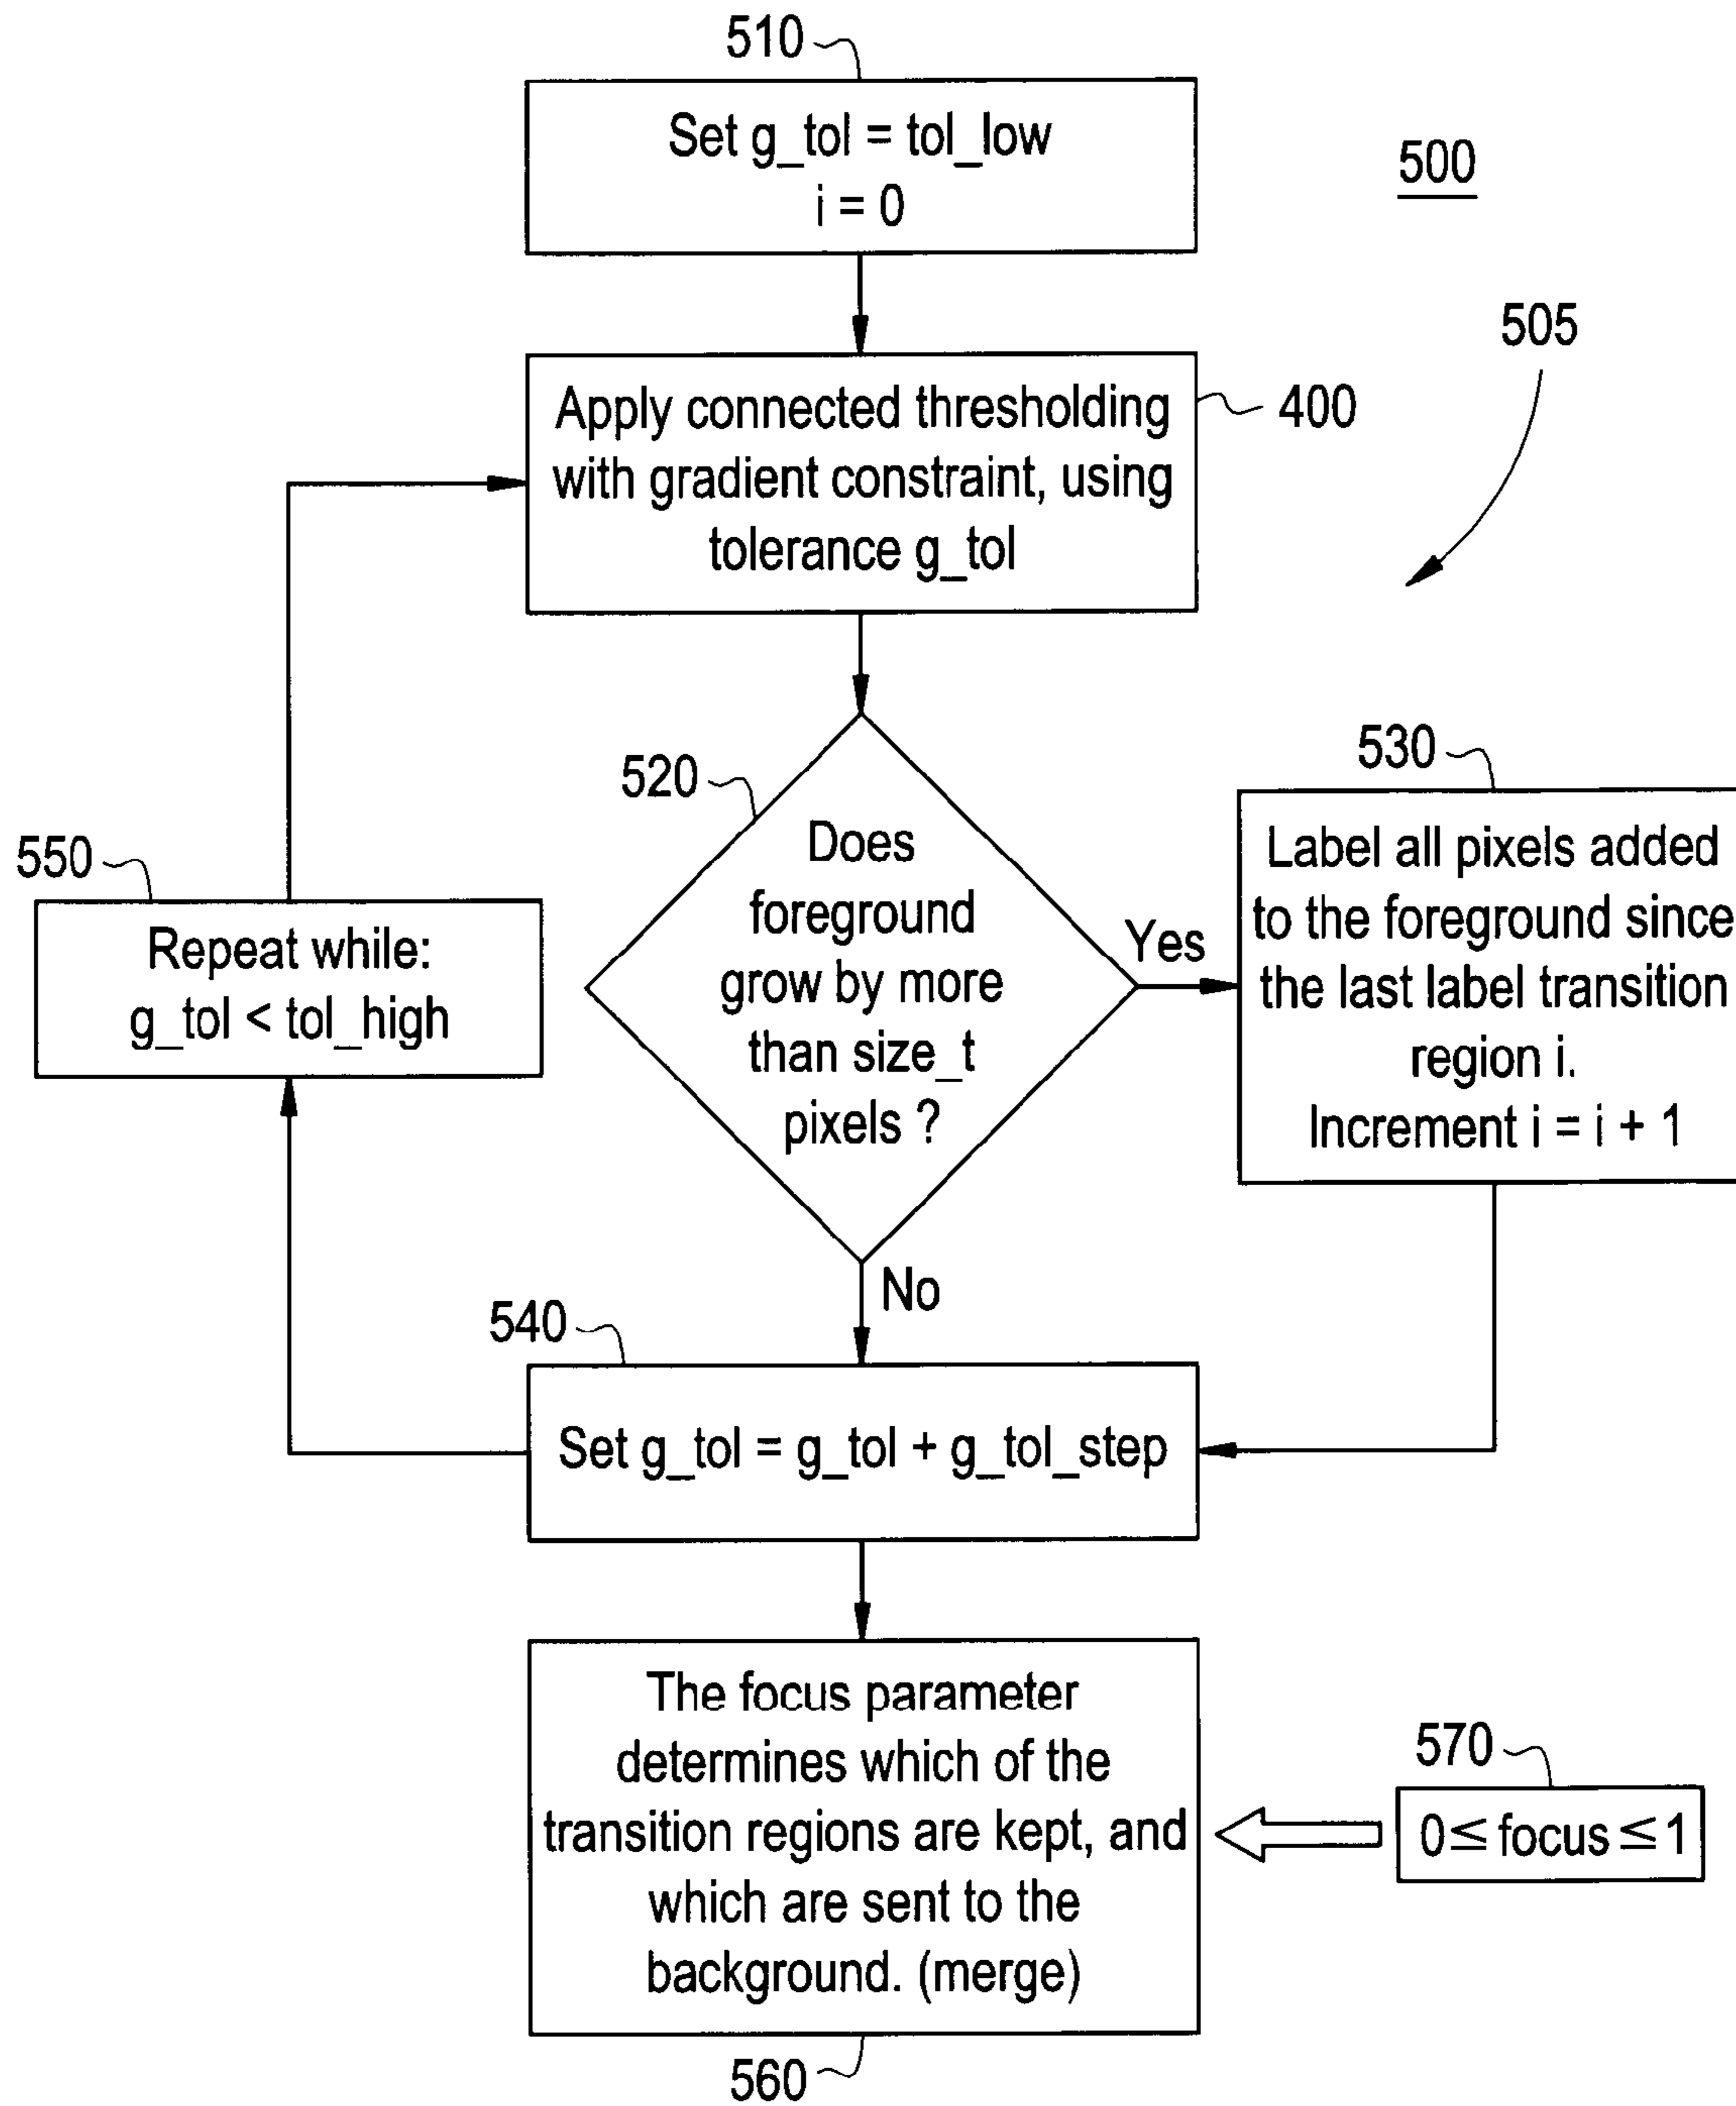 510
Set g_tol = tol_low
i = 0
500
505
Apply connected thresholding
with gradient constraint, using
tolerance g_tol
400
520
Does
foreground
grow by more
than size_t
pixels ?
Yes
530
Label all pixels added
to the foreground since
the last label transition
region i.
Increment i = i + 1
550
Repeat while:
g_tol < tol_high
No
540
Set g_tol = g_tol + g_tol_step
The focus parameter
determines which of the
transition regions are kept, and
which are sent to the
background. (merge)
570
0≤ focus ≤ 1
560